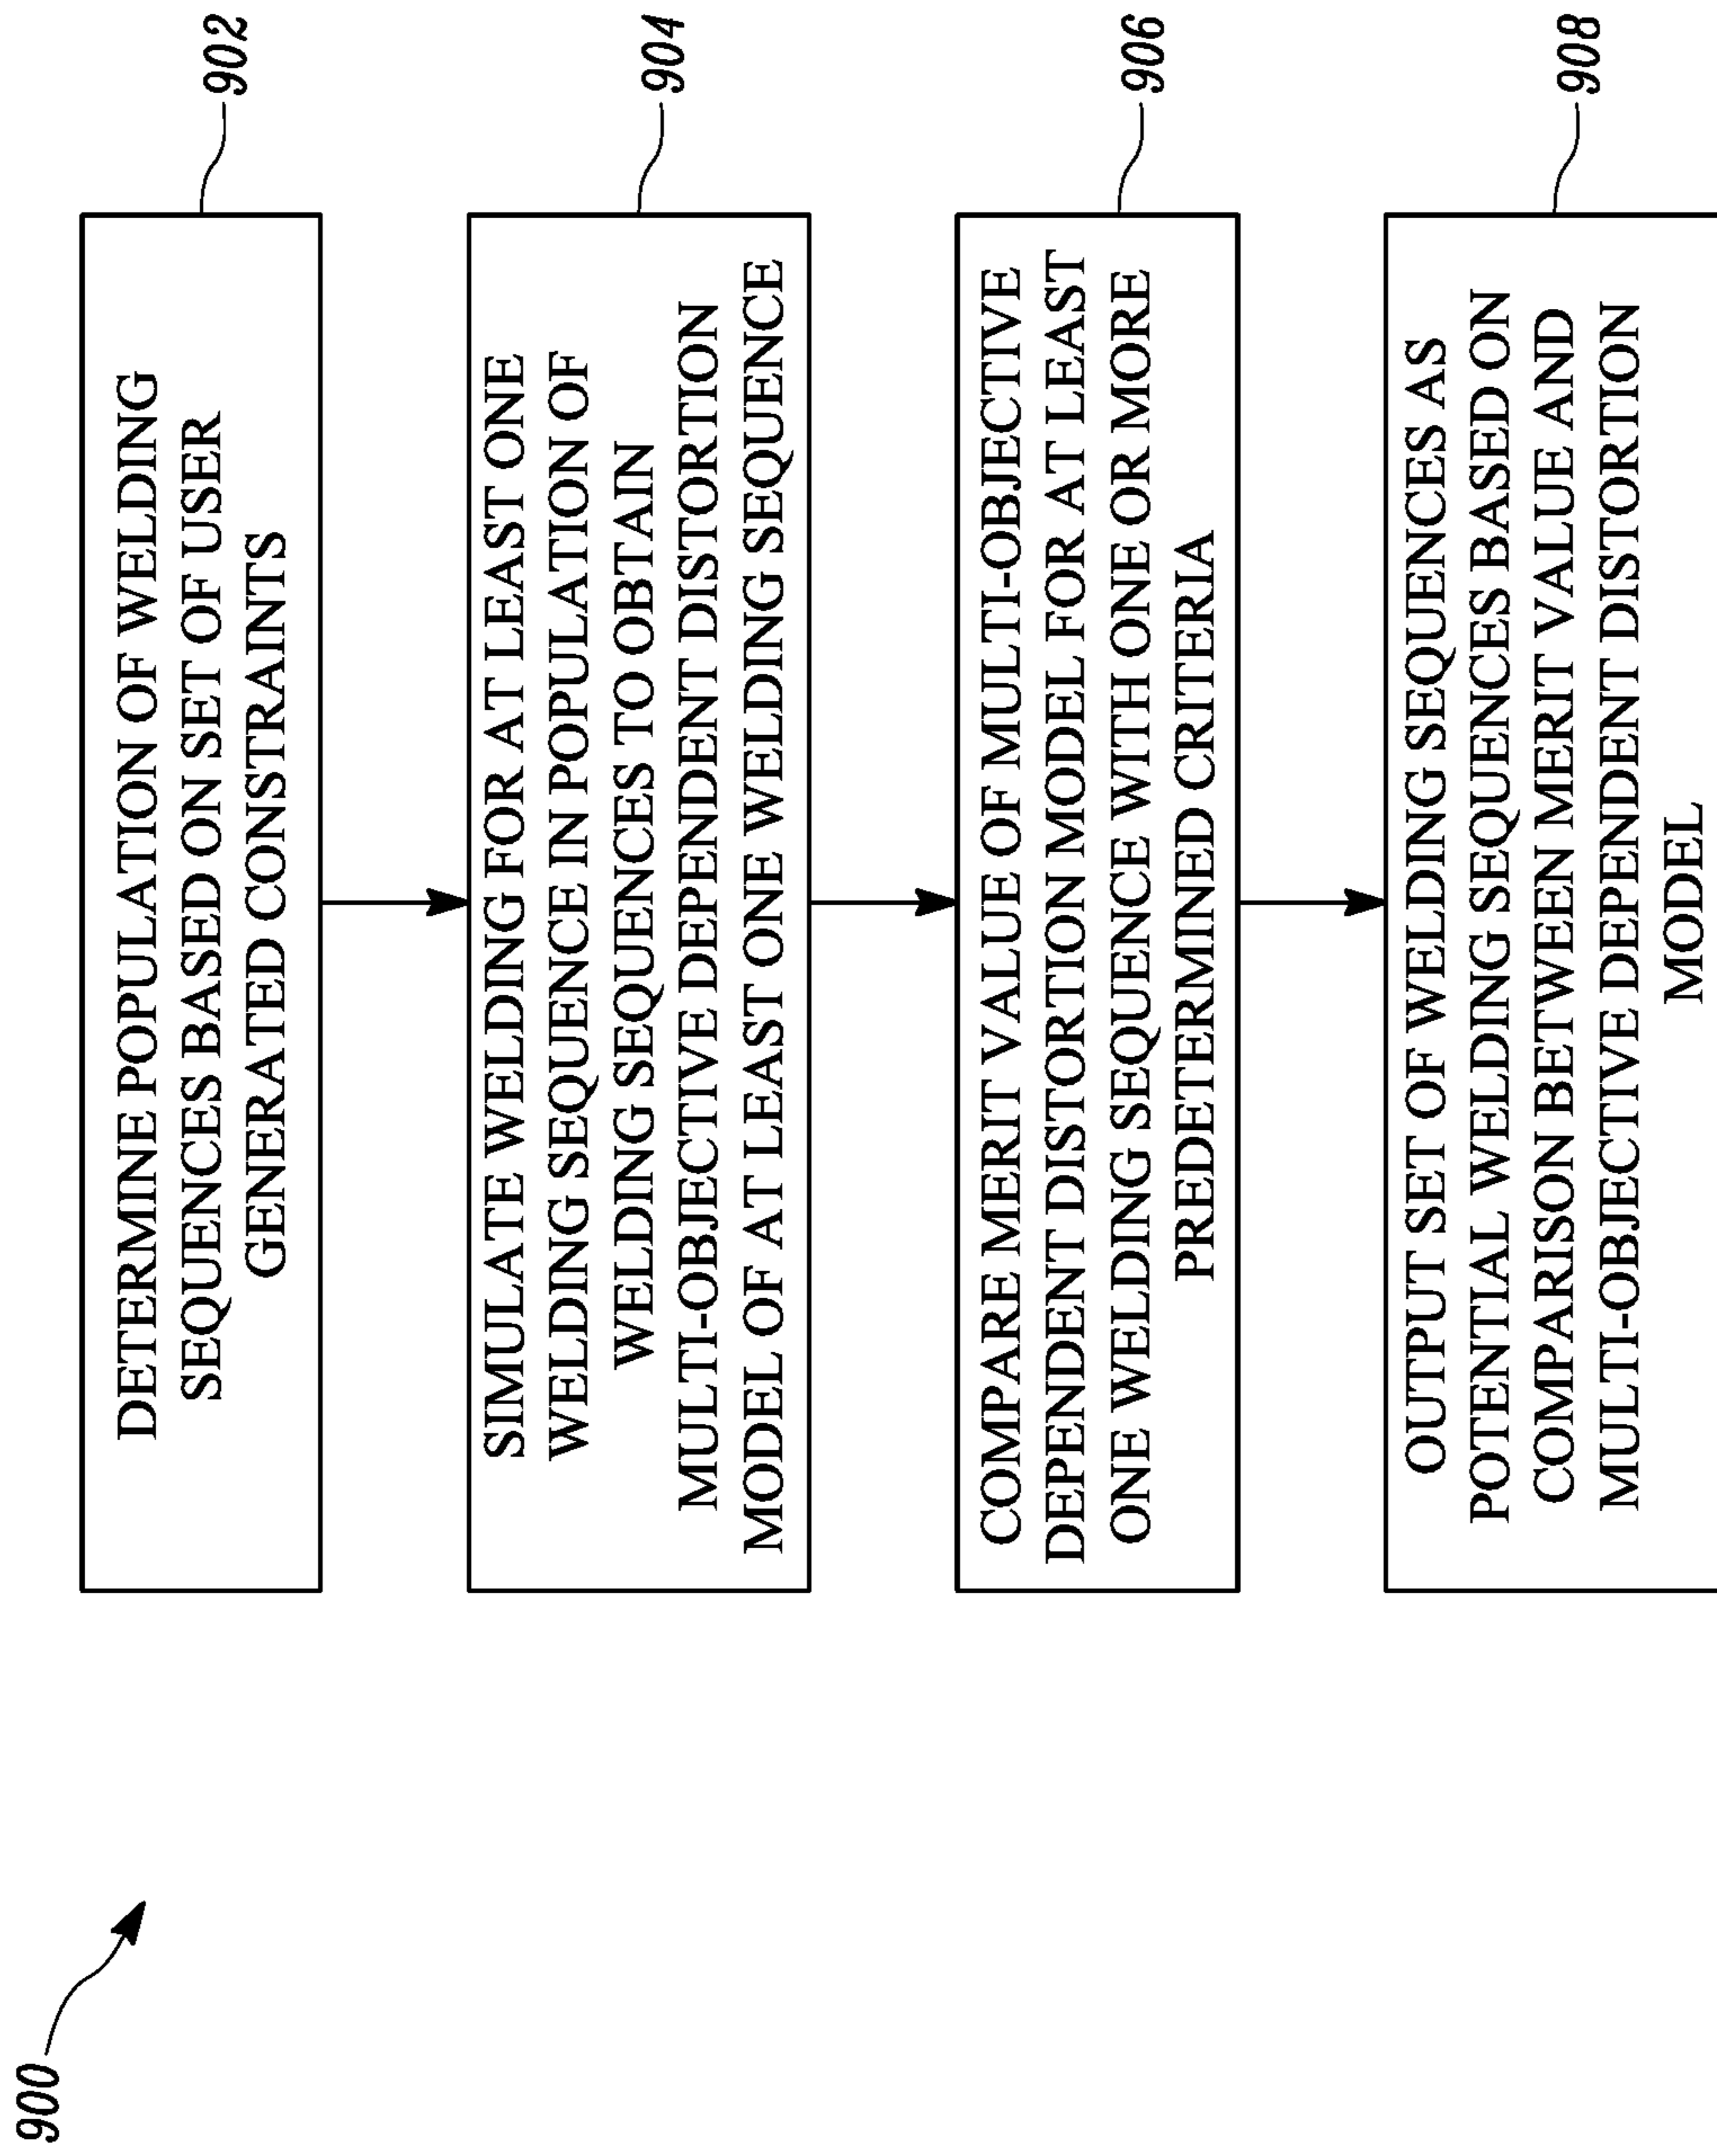 900
DETERMINE POPULATION OF WELDING
SEQUENCES BASED ON SET OF USER
GENERATED CONSTRAINTS
902
SIMULATE WELDING FOR AT LEAST ONE
WELDING SEQUENCE IN POPULATION OF
WELDING SEQUENCES TO OBTAIN
MULTI-OBJECTIVE DEPENDENT DISTORTION
MODEL OF AT LEAST ONE WELDING SEQUENCE
904
COMPARE MERIT VALUE OF MULTI-OBJECTIVE
DEPENDENT DISTORTION MODEL FOR AT LEAST
ONE WELDING SEQUENCE WITH ONE OR MORE
PREDETERMINED CRITERIA
906
OUTPUT SET OF WELDING SEQUENCES AS
POTENTIAL WELDING SEQUENCES BASED ON
COMPARISON BETWEEN MERIT VALUE AND
MULTI-OBJECTIVE DEPENDENT DISTORTION
MODEL
908